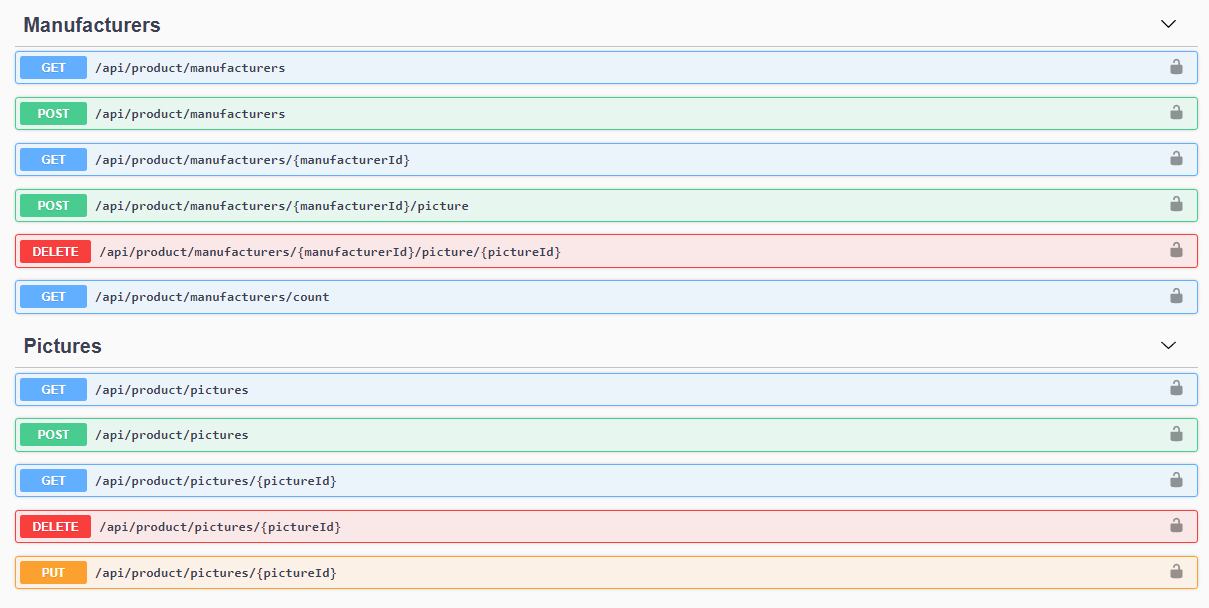 Manufacturers
GET /api/product/manufacturers
POST /api/product/manufacturers
GET /api/product/manufacturers/{manufacturerId}
POST /api/product/manufacturers/{manufacturerId}/picture
DELETE /api/product/manufacturers/{manufacturerId}/picture/{pictureId}
GET /api/product/manufacturers/count
Pictures
GET /api/product/pictures
POST /api/product/pictures
GET /api/product/pictures/{pictureId}
DELETE /api/product/pictures/{pictureId}
PUT /api/product/pictures/{pictureId}